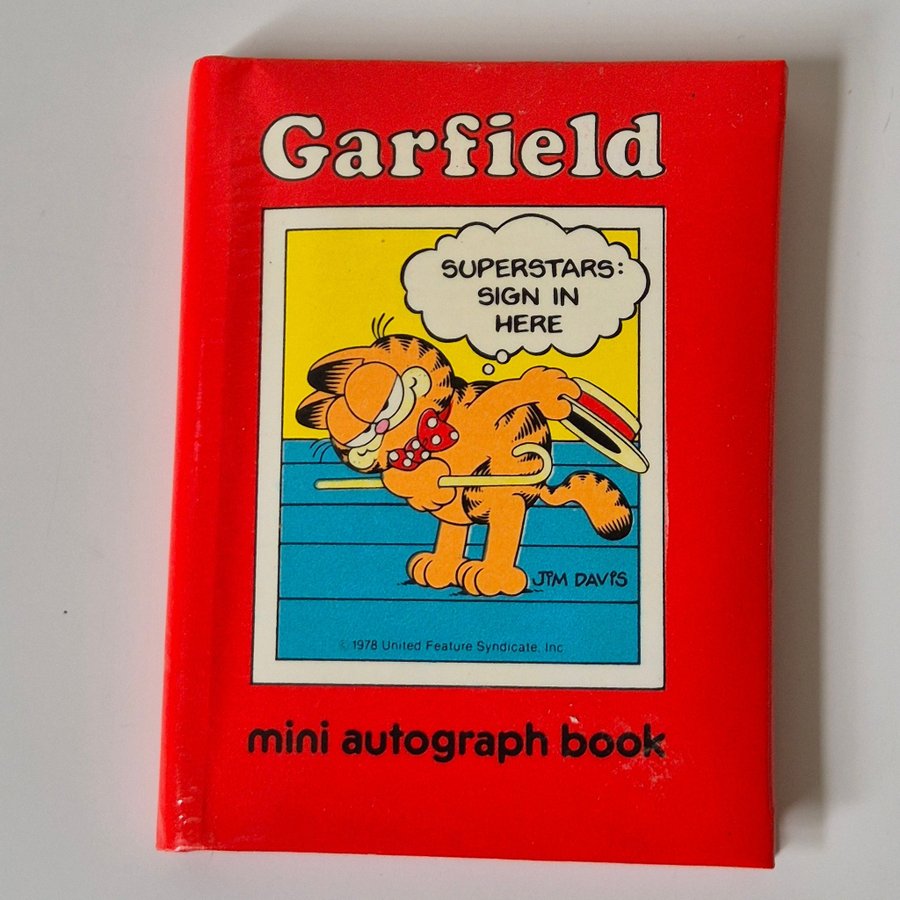 Garfield
SUPERSTARS:
SIGN IN
HERE
JIM DAVIS
© 1978 United Feature Syndicate, Inc
mini autograph book